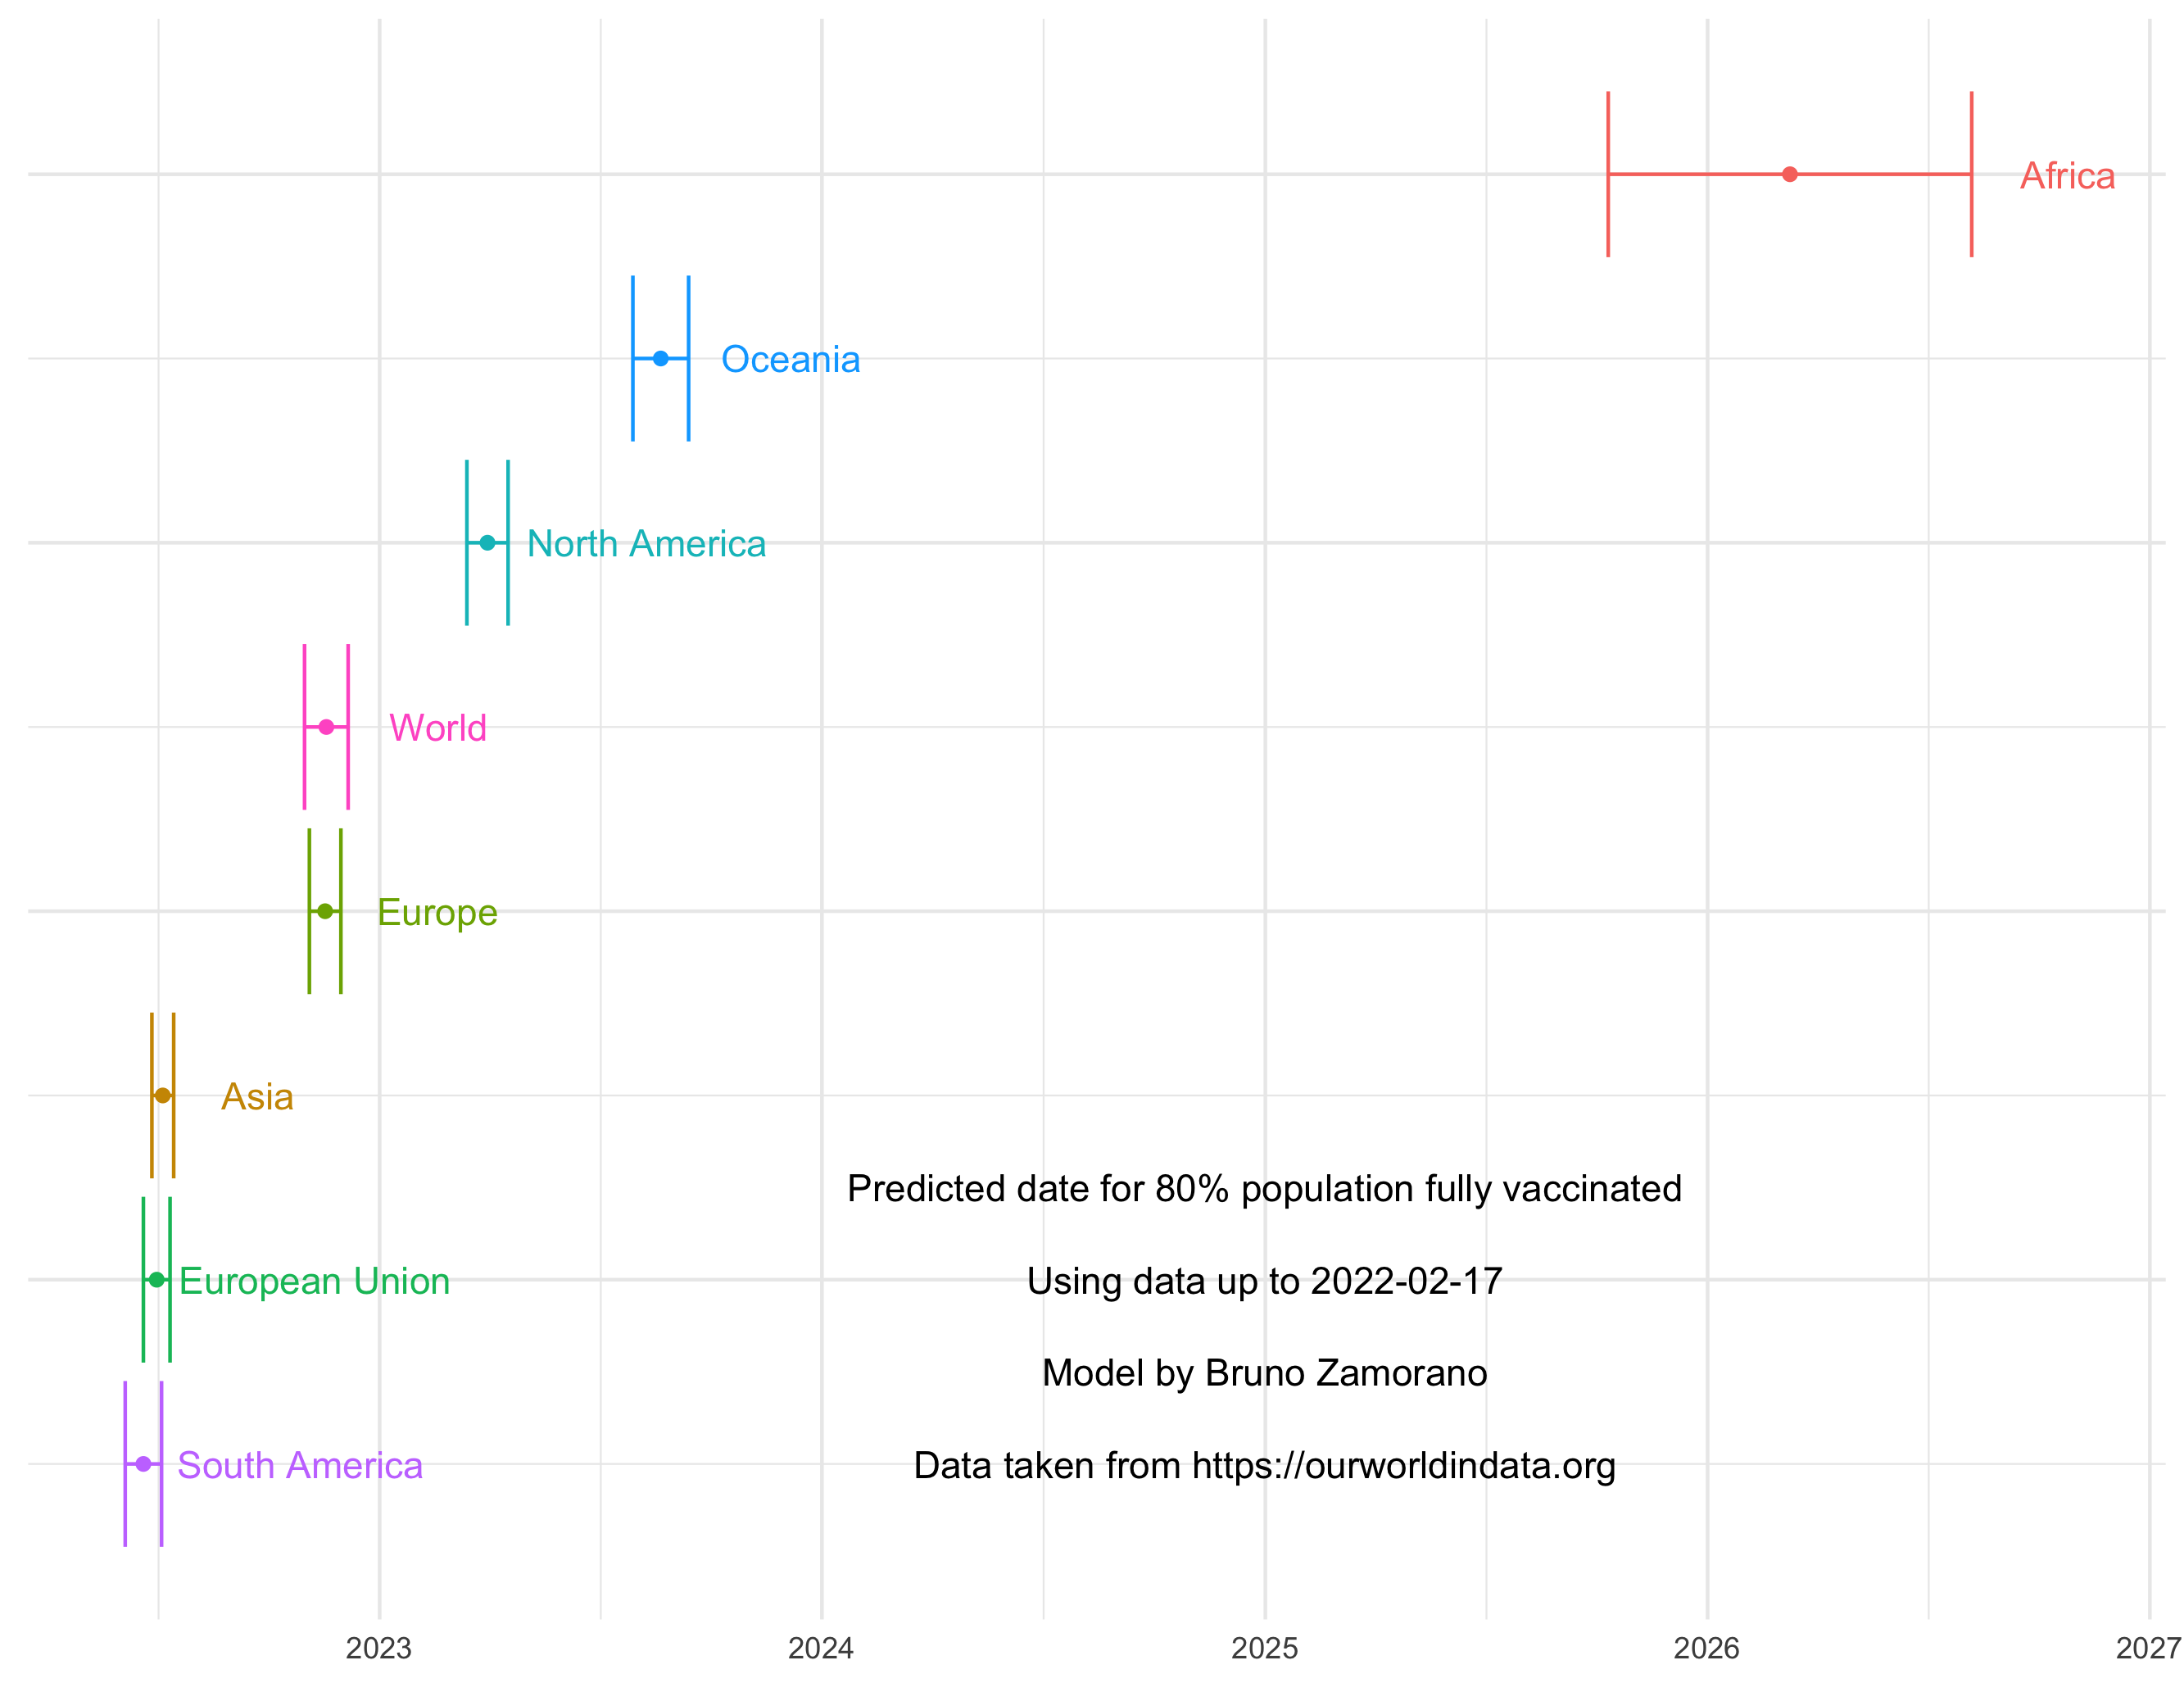 Africa
Oceania
North America
World
Europe
Asia
Predicted date for 80% population fully vaccinated
European Union
Using data up to 2022-02-17
Model by Bruno Zamorano
South America
Data taken from https://ourworldindata.org
2023
2024
2025
2026
2027